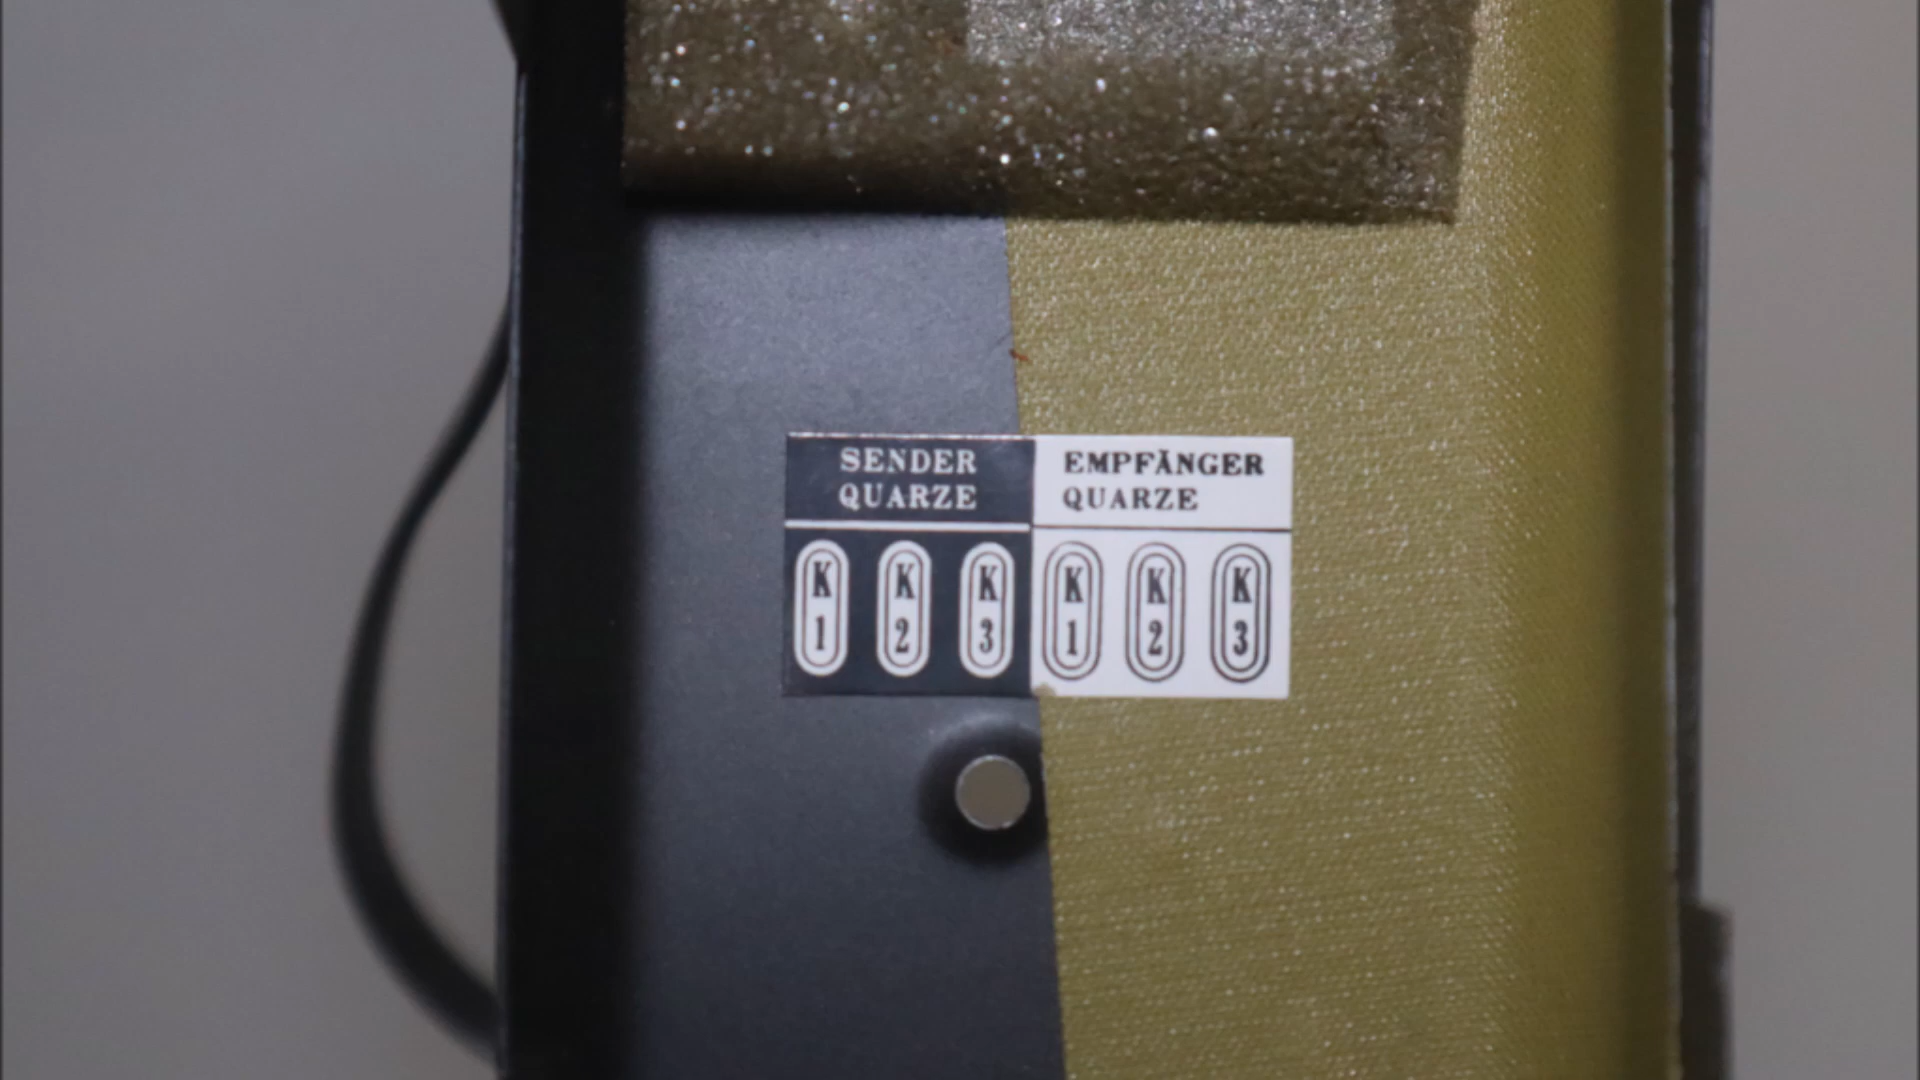 SENDER
QUARZE
K K K
1 2 3
EMPFÄNGER
QUARZE
K K K
1 2 3